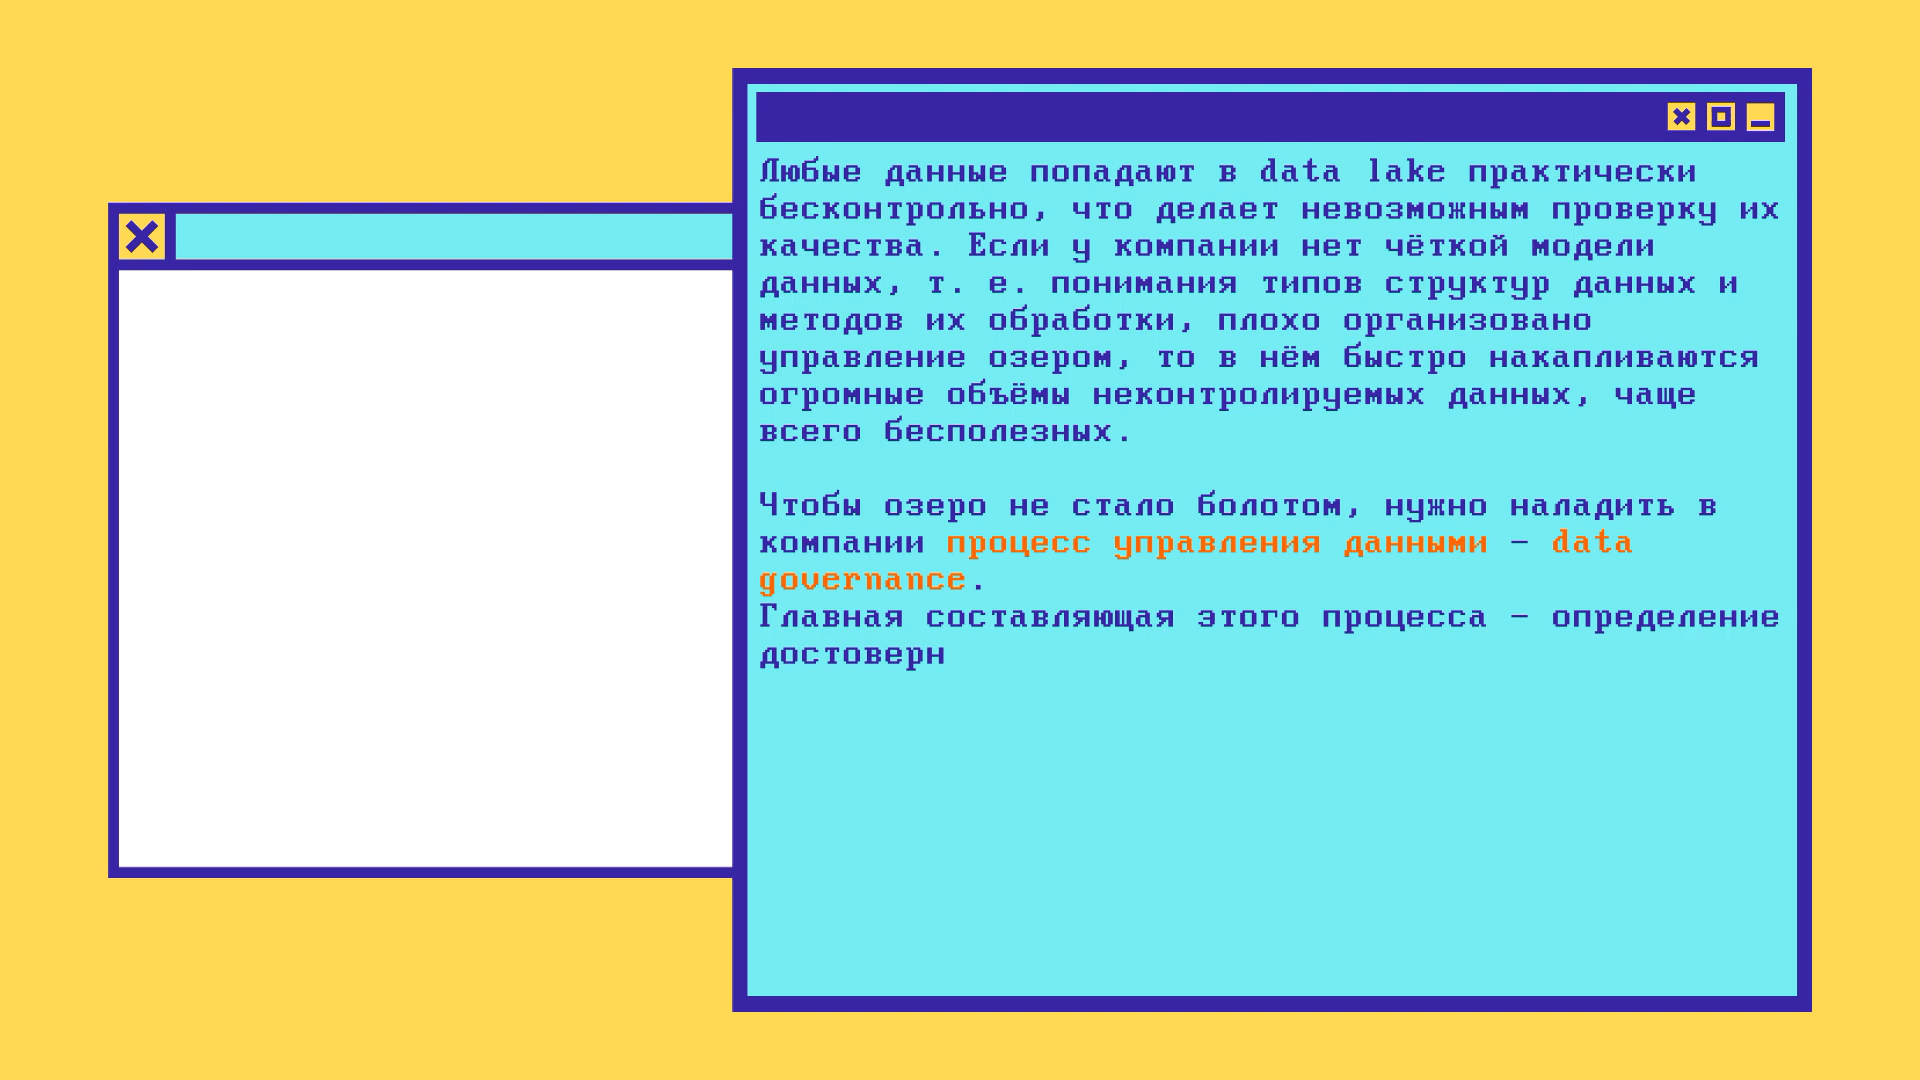 Любые данные попадают в data lake практически
бесконтрольно, что делает невозможным проверку их
качества. Если у компании нет чёткой модели
данных, т. е. понимания типов структур данных и
методов их обработки, плохо организовано
управление озером, то в нём быстро накапливаются
огромные объёмы неконтролируемых данных, чаще
всего бесполезных.
Чтобы озеро не стало болотом, нужно наладить в
компании процесс управления данными – data
governance.
Главная составляющая этого процесса – определение
достоверн